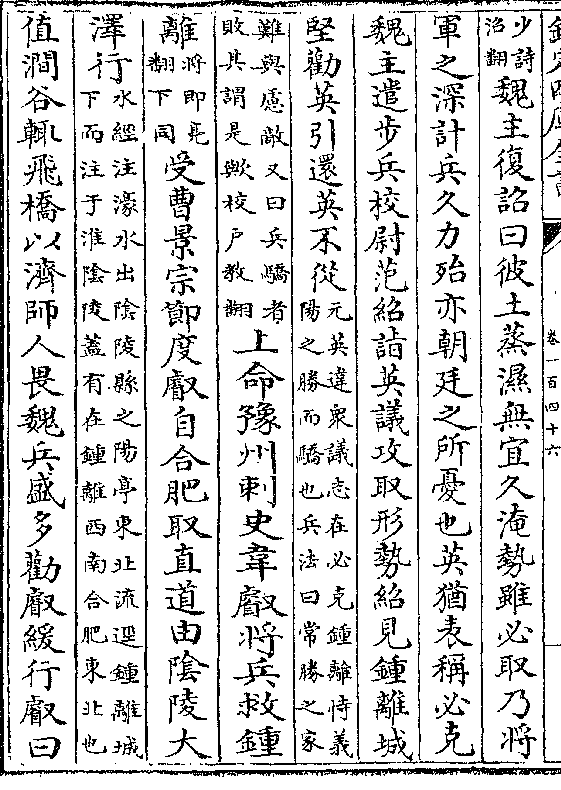 欽定四庫全書
卷一百四十六
少詩沼翻魏主復詔曰彼土蒸濕無宜久淹勢雖必取乃將
軍之深計兵久力殆亦朝廷之所憂也英猶表稱必克
魏主遣步兵校尉范紹詣英議攻取形勢紹見鍾離城
堅勸英引還英不從元英違衆議志在必克鍾離恃義陽之勝而驕也兵法曰常勝之家
難與慮敵又曰兵驕者敗其謂是歟校戶教翻上命豫州刺史韋叡將兵救鍾
離將即亮翻下同受曹景宗節度叡自合肥取直道由陰陵大
澤行水經注濠水出陰陵縣之陽亭東北流逕鍾離城下而注于淮陰陵蓋有在鍾離西南合肥東北也
值澗谷輒飛橋以濟師人畏魏兵盛多勸叡緩行叡曰